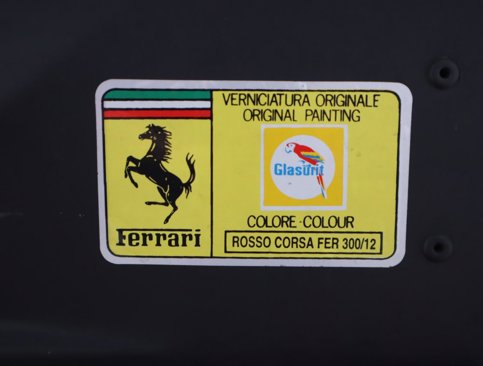 VERNICIATURA ORIGINALE
ORIGINAL PAINTING
Glasurit
COLORE-COLOUR
ROSSO CORSA FER 300/12
Ferrari